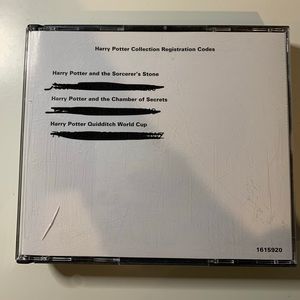 Harry Potter Collection Registration Codes
Harry Potter and the Sorcerer's Stone
Harry Potter and the Chamber of Secrets
Harry Potter Quidditch World Cup
1615920